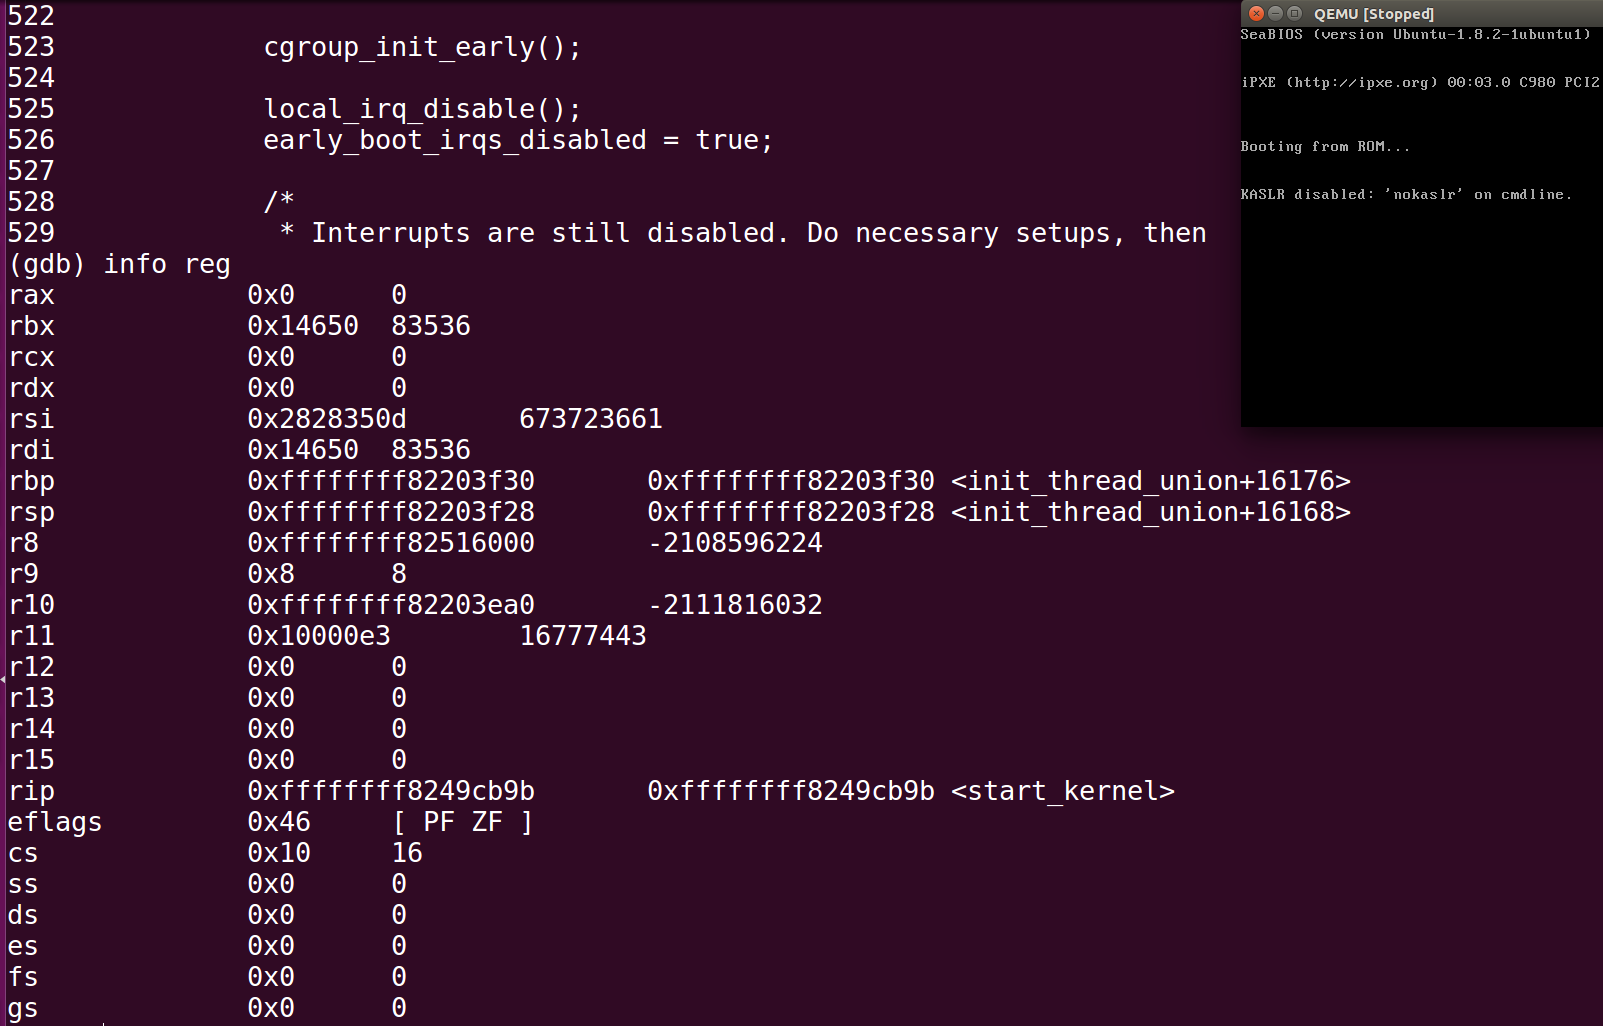 522
523             cgroup_init_early();
524
525             local_irq_disable();
526             early_boot_irqs_disabled = true;
527
528             /*
529              * Interrupts are still disabled. Do necessary setups, then
(gdb) info reg
rax            0x0      0
rbx            0x14650  83536
rcx            0x0      0
rdx            0x0      0
rsi            0x2828350d       673723661
rdi            0x14650  83536
rbp            0xffffffff82203f30       0xffffffff82203f30 <init_thread_union+16176>
rsp            0xffffffff82203f28       0xffffffff82203f28 <init_thread_union+16168>
r8             0xffffffff82516000       -2108596224
r9             0x8      8
r10            0xffffffff82203ea0       -2111816032
r11            0x10000e3        16777443
r12            0x0      0
r13            0x0      0
r14            0x0      0
r15            0x0      0
rip            0xffffffff8249cb9b       0xffffffff8249cb9b <start_kernel>
eflags         0x46     [ PF ZF ]
cs             0x10     16
ss             0x0      0
ds             0x0      0
es             0x0      0
fs             0x0      0
gs             0x0      0
QEMU [Stopped]
SeaBIOS (version Ubuntu-1.8.2-1ubuntu1)
iPXE (http://ipxe.org) 00:03.0 C980 PCI2
Booting from ROM...
KASLR disabled: 'nokaslr' on cmdline.